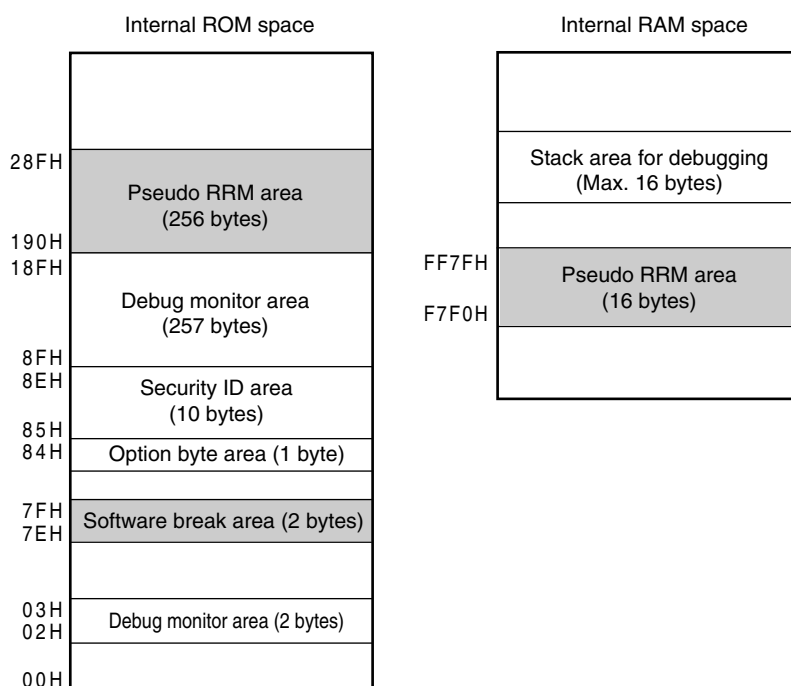 Internal ROM space
28FH
Pseudo RRM area
(256 bytes)
190H
18FH
Debug monitor area
(257 bytes)
8FH
8EH
Security ID area
(10 bytes)
85H
84H
Option byte area (1 byte)
7FH
Software break area (2 bytes)
7EH
03H
Debug monitor area (2 bytes)
02H
00H
Internal RAM space
Stack area for debugging
(Max. 16 bytes)
FF7FH
Pseudo RRM area
(16 bytes)
F7F0H